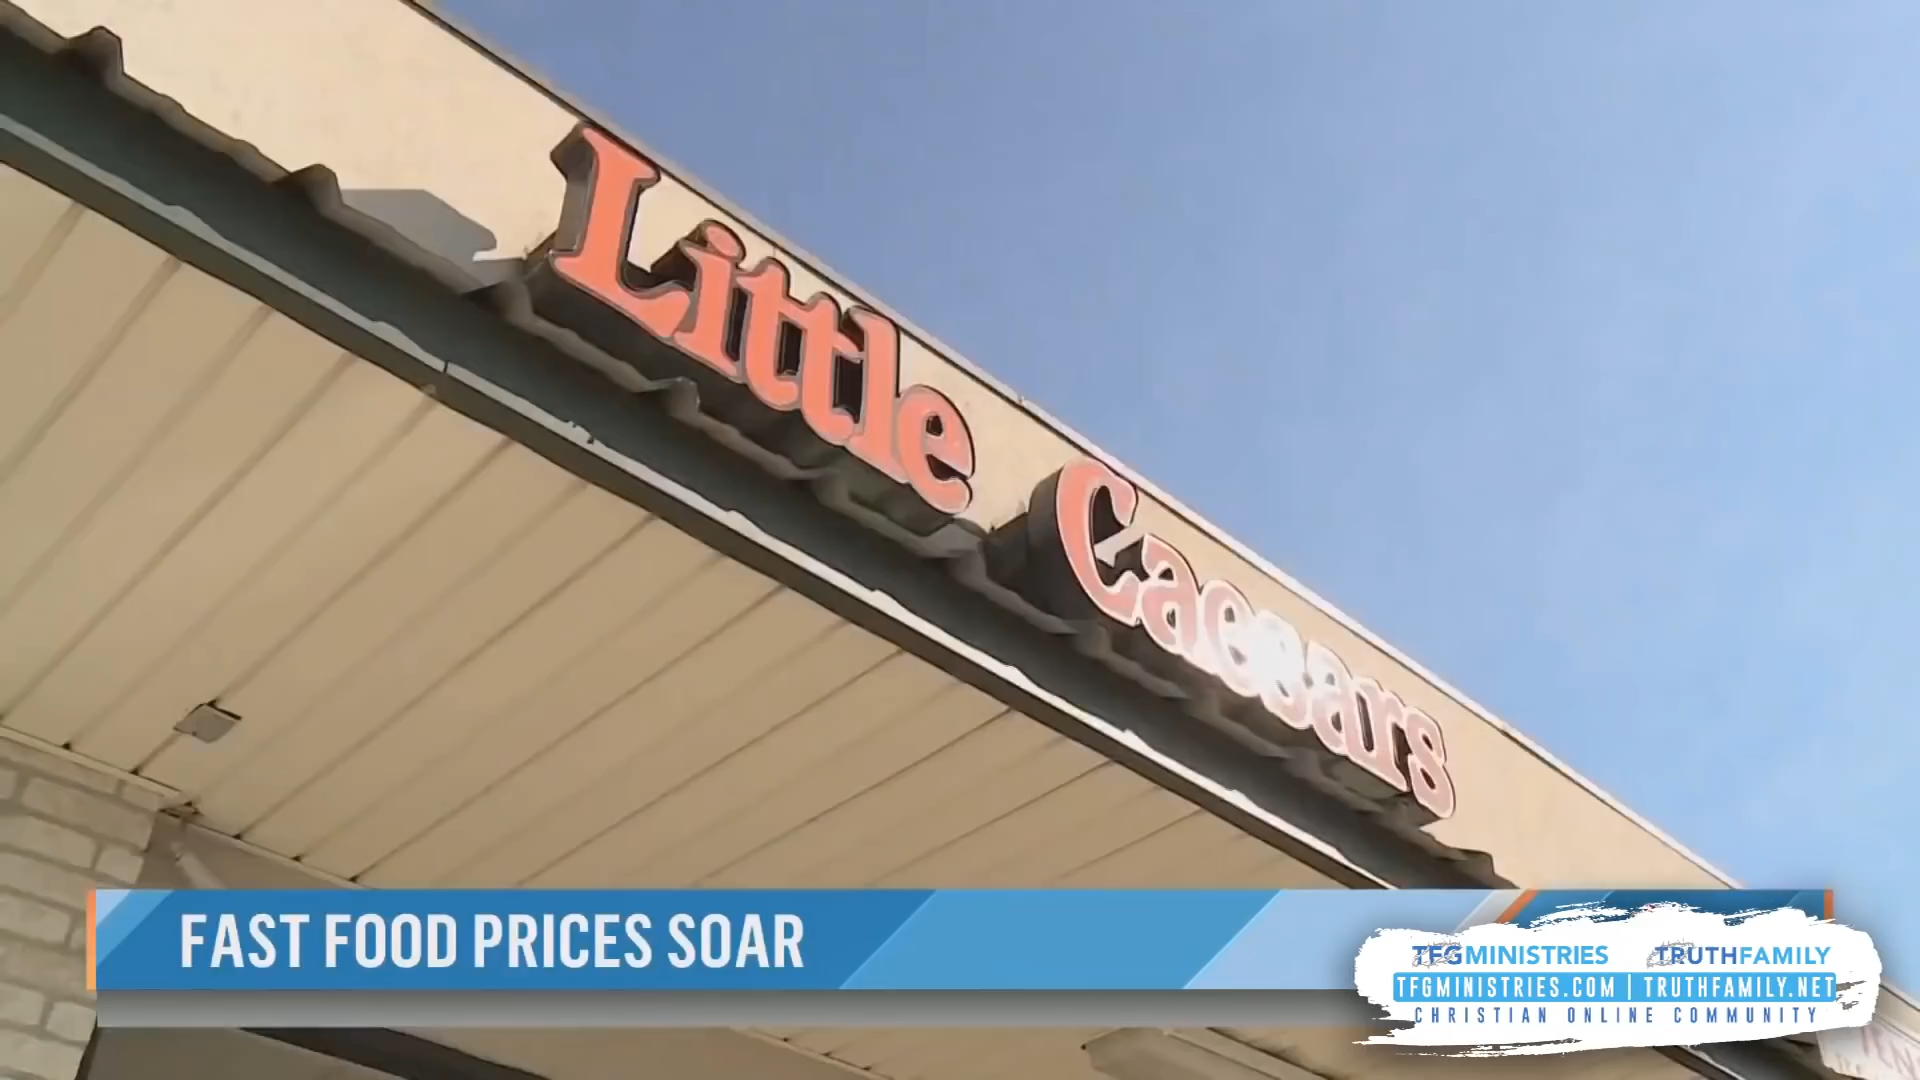 Little Caesars
FAST FOOD PRICES SOAR
TFGMINISTRIES TRUTHFAMILY
TFGMINISTRIES.COM | TRUTHFAMILY.NET
CHRISTIAN ONLINE COMMUNITY